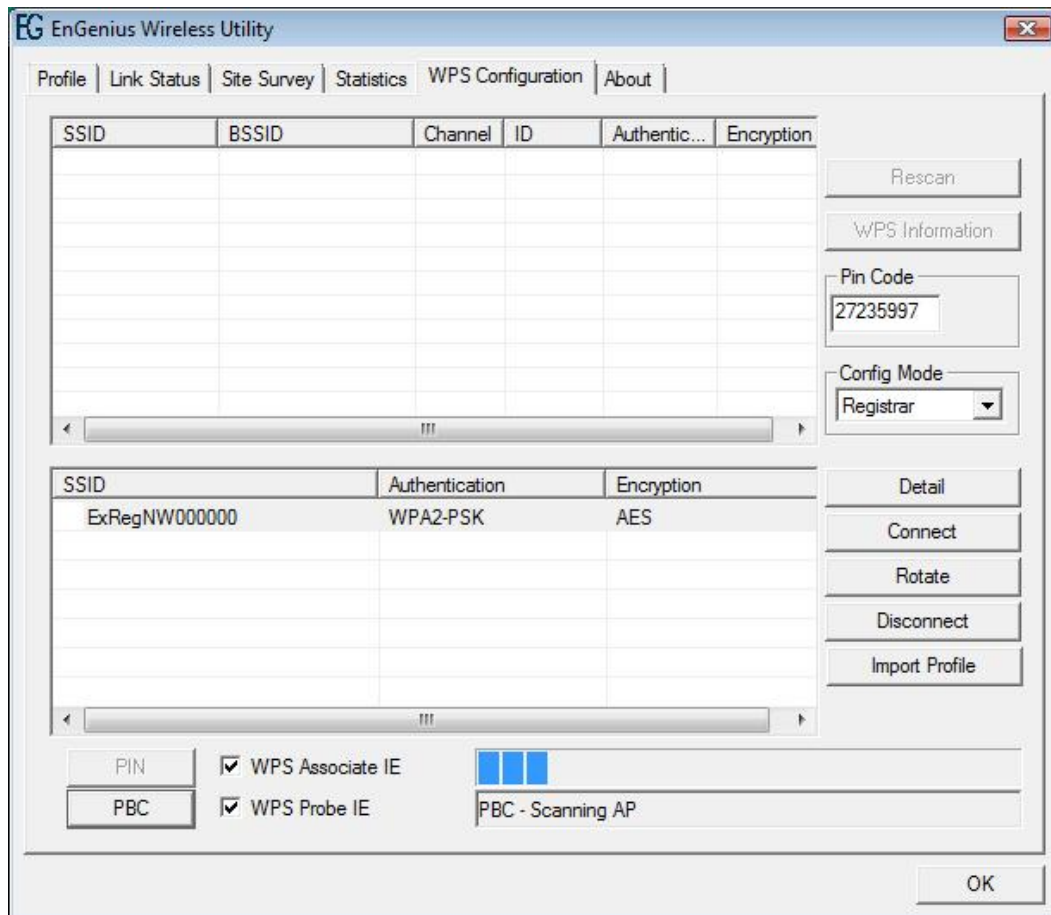 EG EnGenius Wireless Utility
Profile Link Status Site Survey Statistics WPS Configuration About
SSID BSSID Channel ID Authentic... Encryption
Rescan
WPS Information
Pin Code
27235997
Config Mode
Registrar
SSID Authentication Encryption
ExRegNW000000 WPA2-PSK AES
Detail
Connect
Rotate
Disconnect
Import Profile
PIN WPS Associate IE
PBC WPS Probe IE PBC - Scanning AP
OK